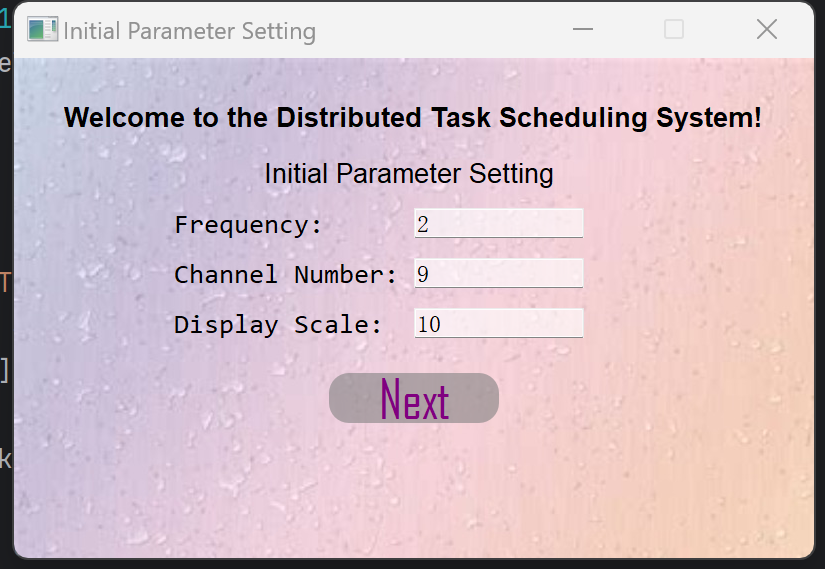 Initial Parameter Setting
Welcome to the Distributed Task Scheduling System!
Initial Parameter Setting
Frequency: 2
Channel Number: 9
Display Scale: 10
Next
1
e
T
]
k